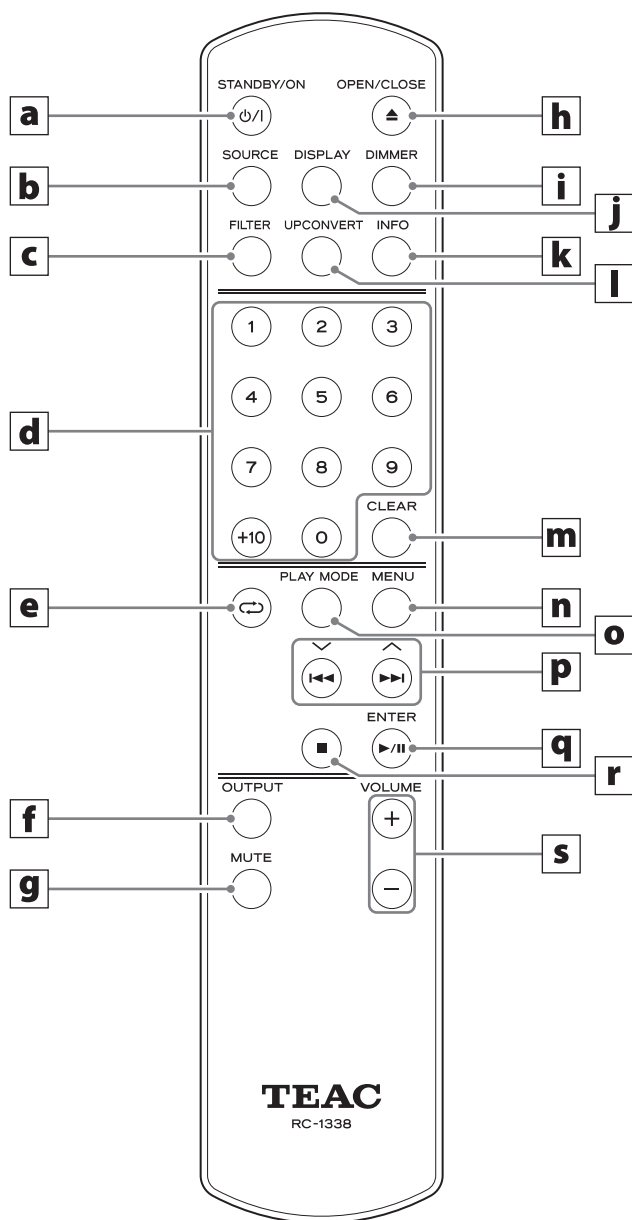 STANDBY/ON OPEN/CLOSE
a h
SOURCE DISPLAY DIMMER
b i
j
FILTER UPCONVERT INFO
c k
l
1 2 3
4 5 6
d
7 8 9
CLEAR
+10 0 m
PLAY MODE MENU
e n
o
p
ENTER
q
r
OUTPUT VOLUME
f +
MUTE s
g −
TEAC
RC-1338